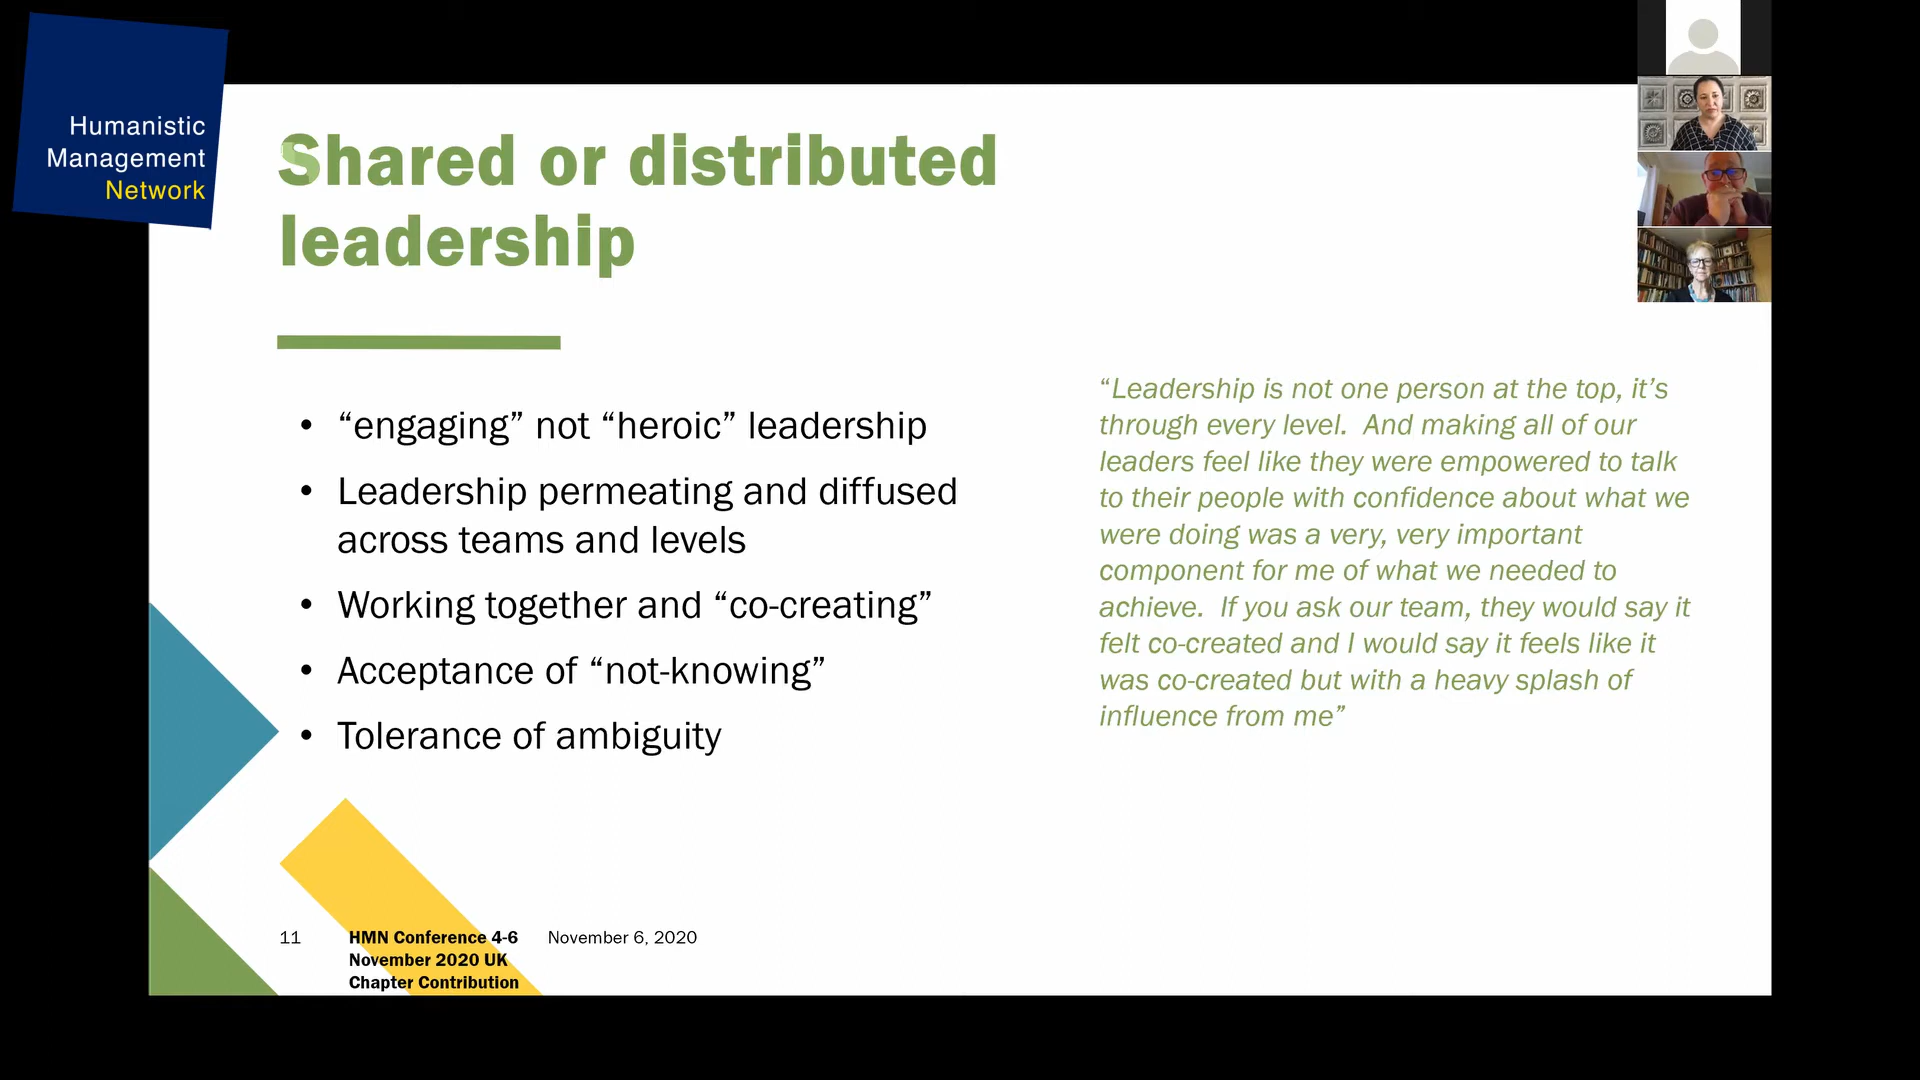 Humanistic
Management
Network
Shared or distributed
leadership
• “engaging” not “heroic” leadership
• Leadership permeating and diffused
across teams and levels
• Working together and “co-creating”
• Acceptance of “not-knowing”
• Tolerance of ambiguity
“Leadership is not one person at the top, it’s
through every level.  And making all of our
leaders feel like they were empowered to talk
to their people with confidence about what we
were doing was a very, very important
component for me of what we needed to
achieve.  If you ask our team, they would say it
felt co-created and I would say it feels like it
was co-created but with a heavy splash of
influence from me”
11
HMN Conference 4-6
November 2020 UK
Chapter Contribution
November 6, 2020